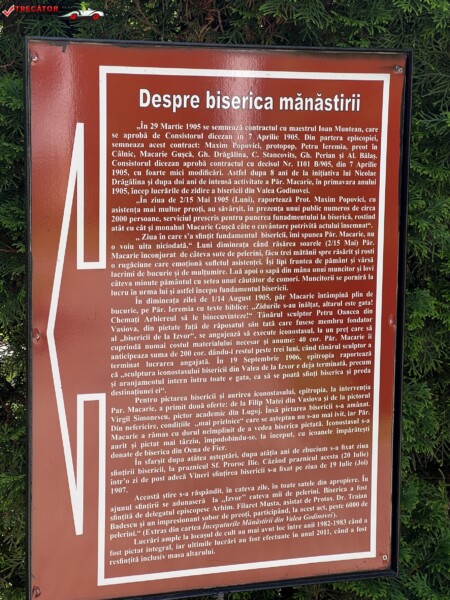 TREGĂTOR
Despre biserica mănăstirii
„În 29 Martie 1905 se semnează contractul cu maestrul Ioan Muntean, care
se aprobă de Consistorul diecezan în 7 Aprilie 1905. Din partera episcopiei,
semneaza acest contract: Maxim Popovici, protopop, Petru Ieremia, preot în
Câlnic, Macarie Gușcă, Gh. Drăgălina, C. Stancovits, Gh. Perian și Al. Bălaș.
Consistorul diecezan aprobă contractul cu decisul Nr. 1101 B/905, din 7 Aprilie
1905, cu foarte mici modificări. Astfel dupa 8 ani de la inițiativa lui Nicolae
Drăgălina și dupa doi ani de intensă activitate a Păr. Macarie, în primavara anului
1905, încep lucrările de zidire a bisericii din Valea Godinovei.
„În ziua de 2/15 Mai 1905 (Luni), raportează Prot. Maxim Popovici, cu
asistența mai multor preoți, au săvârșit, în prezența unui public numeros de circa
2000 persoane, serviciul prescris pentru punerea funadmentului la biserică, rostind
atât eu cât și monahul Macarie Gușcă câte o cuvântare potrivită actului însemnat".
„ Ziua în care s'a sfințit fundamentul bisericii, îmi spunea Păr. Macarie, nu
o voiu uita niciodată." Luni dimineața când răsărea soarele (2/15 Mai) Păr.
Macarie înconjurat de câteva sute de pelerini, făcu trei mătănii spre răsărit și rosti
o rugăciune care emoționă sufletul asistenței. Își lipi fruntea de pământ și vărsă
lacrimi de bucurie și de mulțumire. Luă apoi o sapă din mâna unui muncitor și lovi
câteva minute pământul cu setea unui căutător de comuri. Muncitorii se porniră la
lucru în urma lui și astfel începu fundamentul bisericii.
În dimineața zilei de 1/14 August 1905, păr Macarie întâmpină plin de
bucurie, pe Păr. Ieremia cu texte biblice: „Zidurile s-au înălțat, altarul este gata!
Chemați Arhiereul să le binecuvinteze!" Tânărul sculptor Petru Oancea din
Vasiova, din pietate față de răposatul său tată care fusese membru fondator
al „bisericii de la Izvor", se angajază să execute iconostasul, la un preț care să
cuprindă numai costul materialului necesar și anume: 40 cor. Păr. Macarie îi
anticipează suma de 200 cor. dându-i restul peste trei luni, când tânărul sculptor a
terminat lucrarea angajată. În 19 Septembrie 1906, epitropia raportează
că „sculptura iconostasului bisericii din Valea de la Izvor e deja terminată, precum
și aranjamentul intern întru toate e gata, ca să se poată sfinți biserica și preda
destinațiunei ei".
Pentru pictarea bisericii și aurirea iconostasului, epitropia, la intervenția
Par. Macarie, a primit două oferte: de la Filip Matei din Vasiova și de la pictorul
Virgil Simonescu, pictor academic din Lugoj. Însă pictarea bisericii s-a amânat.
Din nefericire, condițiile „mai prielnice" care se așteptau nu s-au mai ivit, iar Păr.
Macarie a rămas cu dorul neîmplinit de a vedea biserica pictată. Iconostasul s-a
aurit și pictat mai târziu, împodobindu-se, la început, cu icoanele împărătești
donate de biserica din Ocna de Fier.
În sfarșit după atâtea așteptări, dupa atâția ani de zbucium s-a fixat ziua
sfințirii bisericii, la praznicul Sf. Proroc Ilie. Căzând praznicul acesta (20 Iulie)
într'o zi de post adecă Vineri sfințirea bisericii s-a fixat pe ziua de 19 Iulie (Joi)
1907.
Această știre s-a răspândit, în cateva zile, în toate satele din apropiere. În
ajunul sfințirii se adunaseră la „Izvor" cateva mii de pelerini. Biserica a fost
sfințită de delegatul episcopesc Arhim. Filaret Musta, asistat de Protos. Dr. Traian
Badescu și un impresionant sobor de preoți, participând, la acest act, peste 6000 de
pelerini." (Extras din cartea Începuturile Mănăstirii din Valea Godinovei).
Lucrări ample la locașul de cult au mai avut loc între anii 1982-1983 când a
fost pictat integral, iar ultimile lucrări au fost efectuate în anul 2011, când a fost
resfințită inclusiv masa altarului.